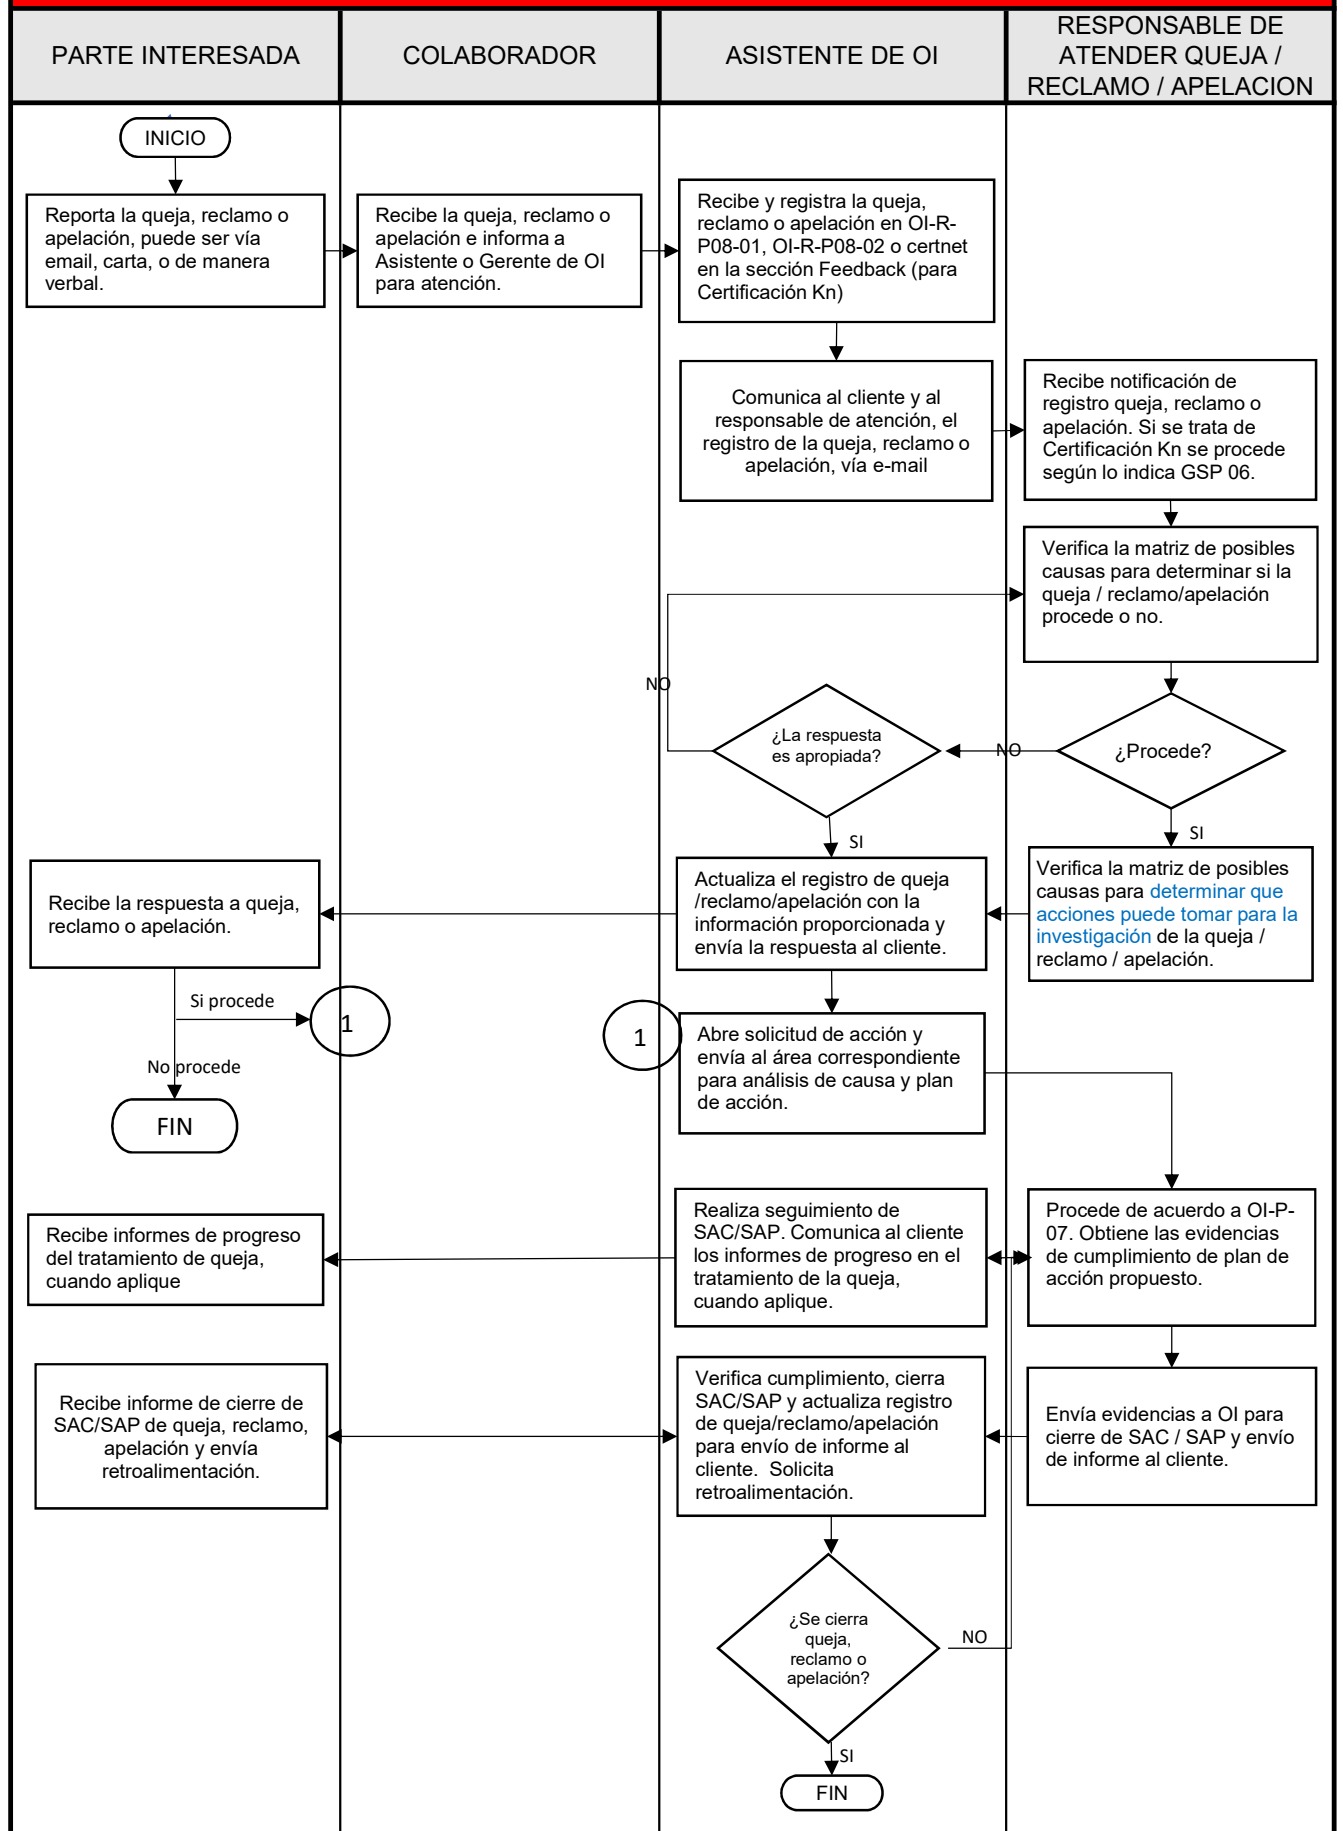 PARTE INTERESADA
COLABORADOR
ASISTENTE DE OI
RESPONSABLE DE
ATENDER QUEJA /
RECLAMO / APELACION
INICIO
Reporta la queja, reclamo o
apelación, puede ser vía
email, carta, o de manera
verbal.
Recibe la queja, reclamo o
apelación e informa a
Asistente o Gerente de OI
para atención.
Recibe y registra la queja,
reclamo o apelación en OI-R-
P08-01, OI-R-P08-02 o certnet
en la sección Feedback (para
Certificación Kn)
Comunica al cliente y al
responsable de atención, el
registro de la queja, reclamo o
apelación, vía e-mail
Recibe notificación de
registro queja, reclamo o
apelación. Si se trata de
Certificación Kn se procede
según lo indica GSP 06.
Verifica la matriz de posibles
causas para determinar si la
queja / reclamo/apelación
procede o no.
NO
¿La respuesta
es apropiada?
NO
¿Procede?
SI
SI
Recibe la respuesta a queja,
reclamo o apelación.
Actualiza el registro de queja
/reclamo/apelación con la
información proporcionada y
envía la respuesta al cliente.
Verifica la matriz de posibles
causas para determinar que
acciones puede tomar para la
investigación de la queja /
reclamo / apelación.
Si procede
1
1
No procede
FIN
Abre solicitud de acción y
envía al área correspondiente
para análisis de causa y plan
de acción.
Recibe informes de progreso
del tratamiento de queja,
cuando aplique
Realiza seguimiento de
SAC/SAP. Comunica al cliente
los informes de progreso en el
tratamiento de la queja,
cuando aplique.
Procede de acuerdo a OI-P-
07. Obtiene las evidencias
de cumplimiento de plan de
acción propuesto.
Recibe informe de cierre de
SAC/SAP de queja, reclamo,
apelación y envía
retroalimentación.
Verifica cumplimiento, cierra
SAC/SAP y actualiza registro
de queja/reclamo/apelación
para envío de informe al
cliente. Solicita
retroalimentación.
Envía evidencias a OI para
cierre de SAC / SAP y envío
de informe al cliente.
¿Se cierra
queja,
reclamo o
apelación?
NO
SI
FIN